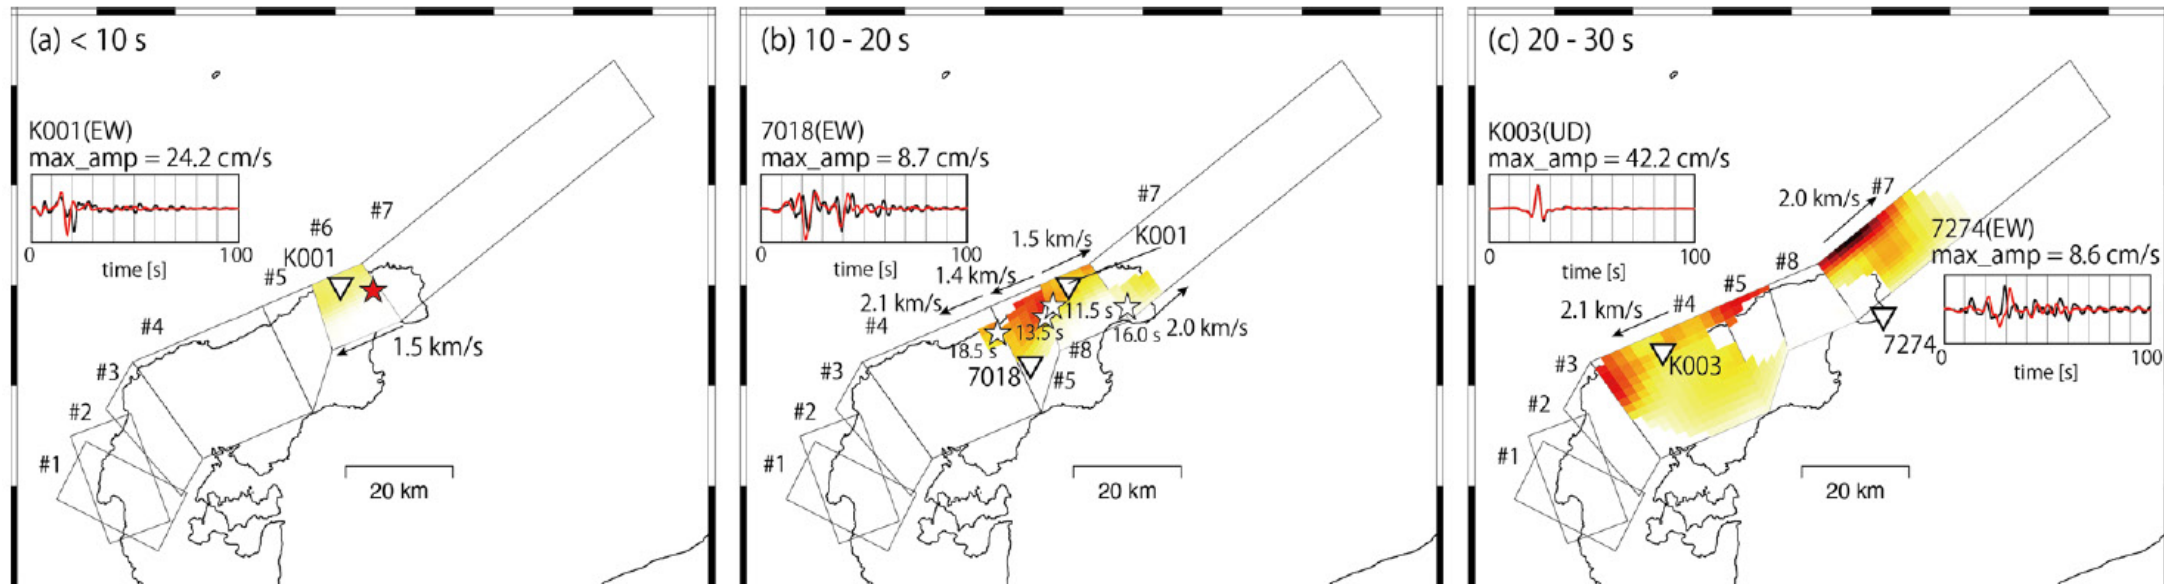 (a) < 10 s
K001(EW)
max_amp = 24.2 cm/s
0
100
time [s]
K001
#7
#6
#5
#4
#3
#2
#1
1.5 km/s
20 km
(b) 10 - 20 s
7018(EW)
max_amp = 8.7 cm/s
0
100
time [s]
#7
K001
1.5 km/s
1.4 km/s
2.1 km/s
#4
11.5 s
13.5 s
16.0 s
2.0 km/s
18.5 s
#8
7018
#5
#3
#2
#1
20 km
(c) 20 - 30 s
K003(UD)
max_amp = 42.2 cm/s
0
100
time [s]
2.0 km/s
#7
7274(EW)
max_amp = 8.6 cm/s
0
100
time [s]
#8
#5
#4
2.1 km/s
#3
K003
7274
#2
#1
20 km